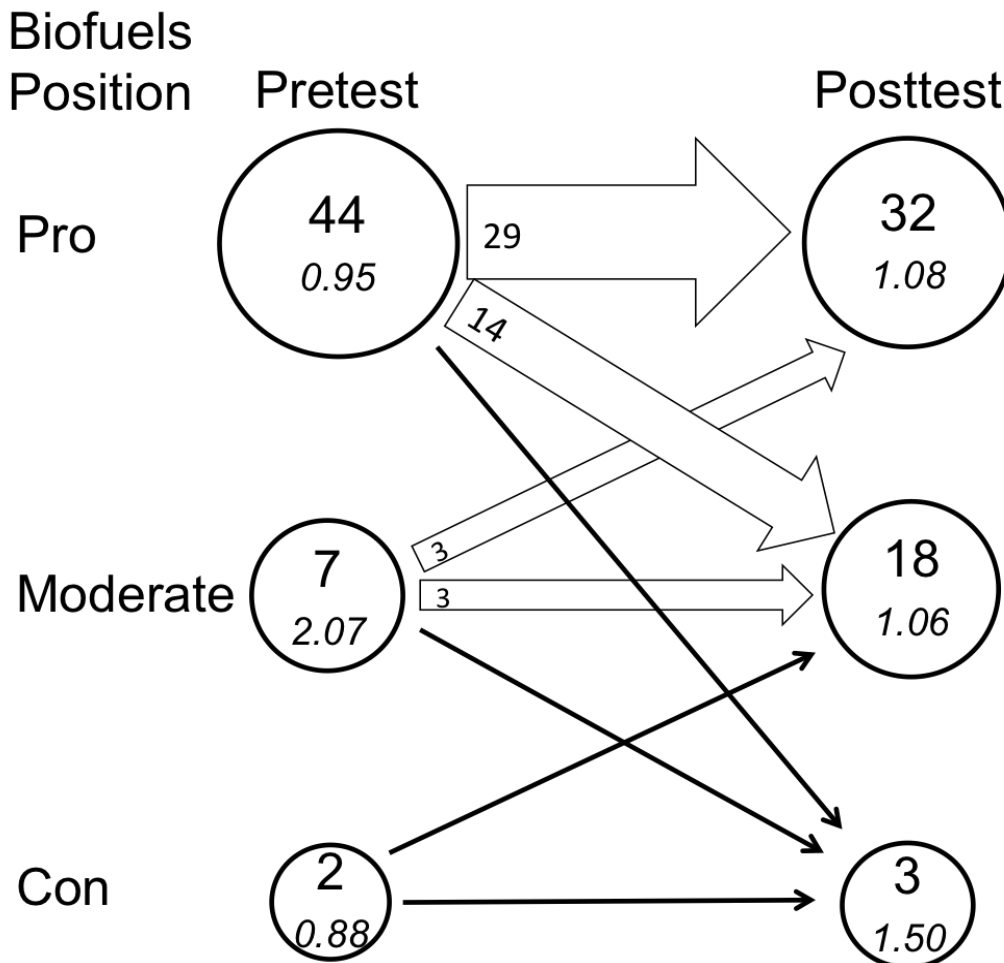 Biofuels
Position Pretest Posttest
Pro 44 29 32
0.95 1.08
14
Moderate 7 3 18
2.07 3 1.06
Con 2 3
0.88 1.50